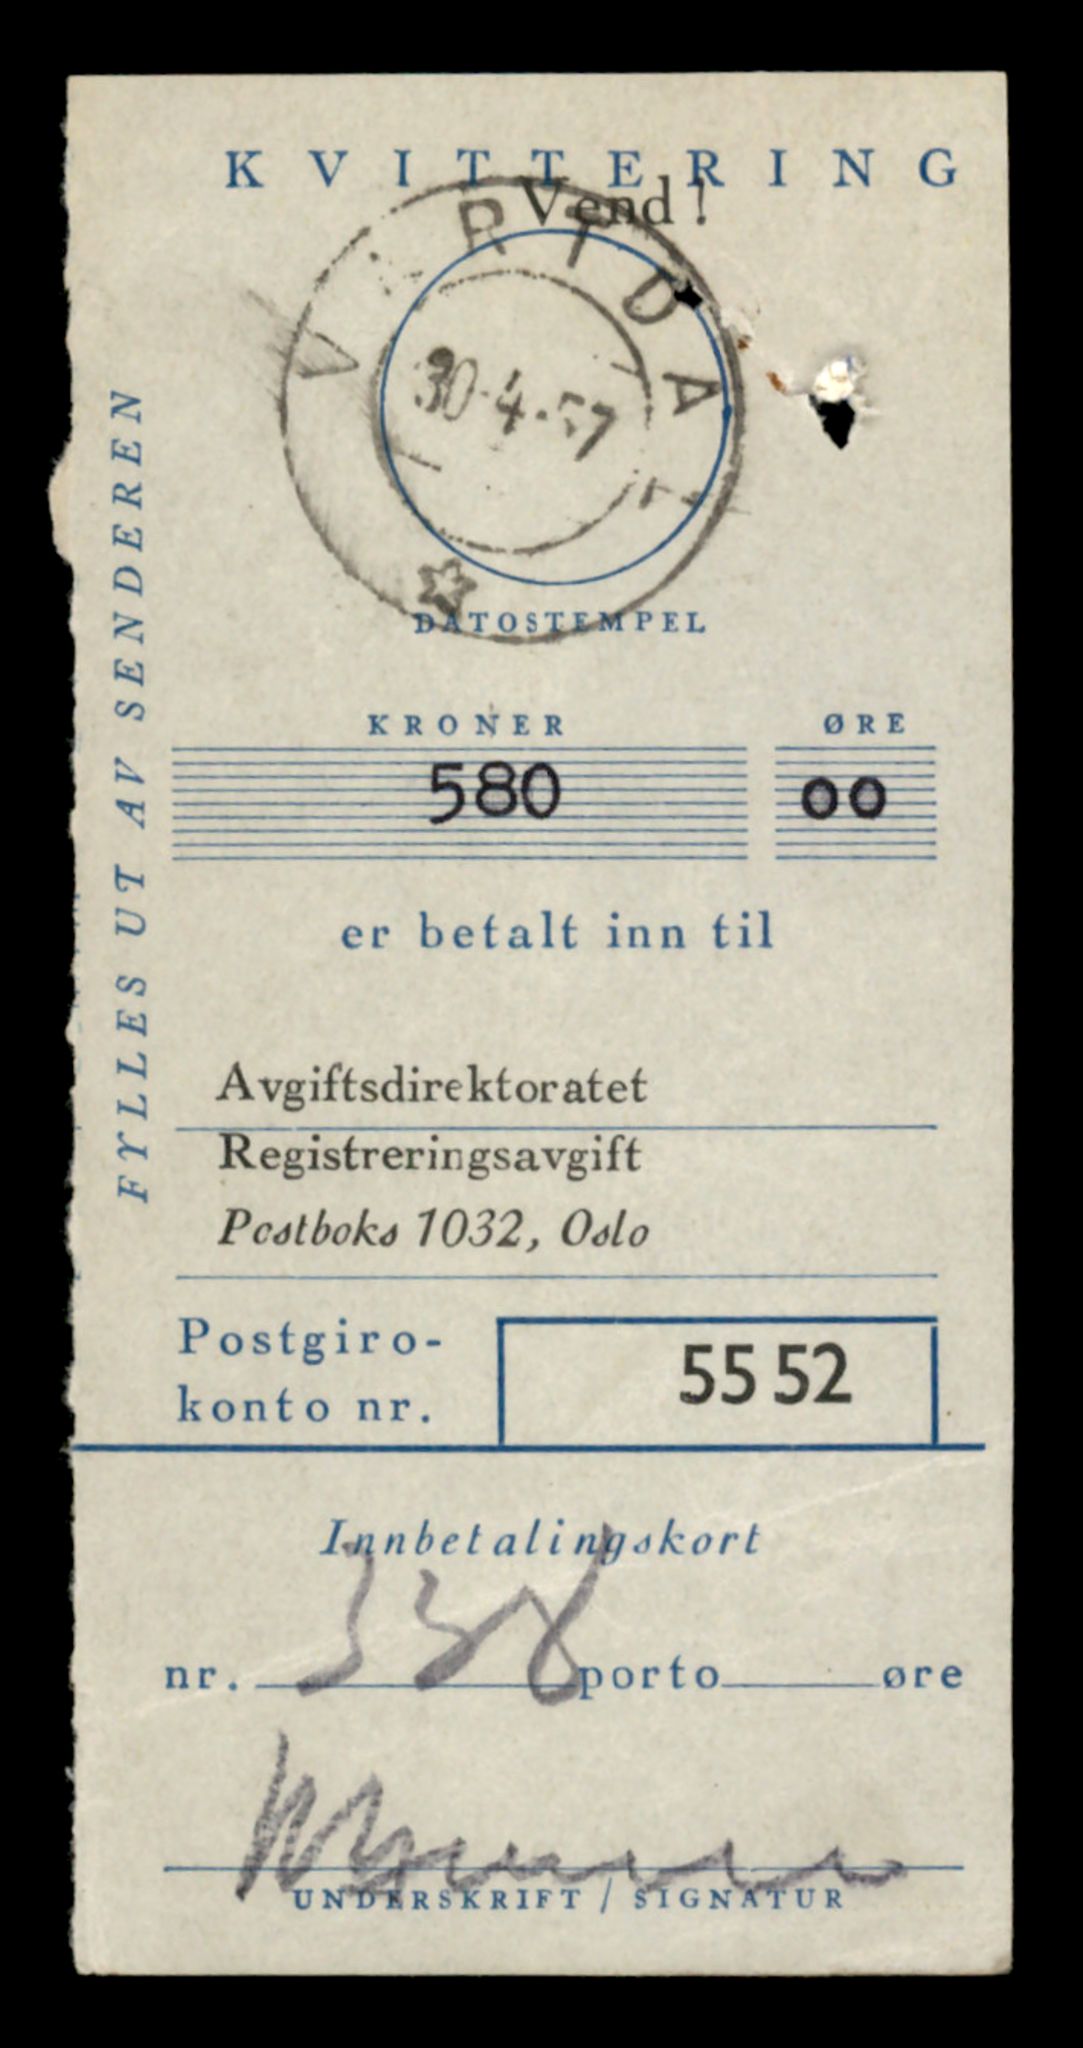 KVITTERING
Vend!
30.4.57
DATOSTEMPEL
FYLLES UT AV SENDEREN
KRONER ØRE
580 00
er betalt inn til
Avgiftsdirektoratet
Registreringsavgift
Postboks 1032, Oslo
Postgiro-
konto nr. 55 52
Innbetalingskort
nr. 338 porto øre
UNDERSKRIFT / SIGNATUR